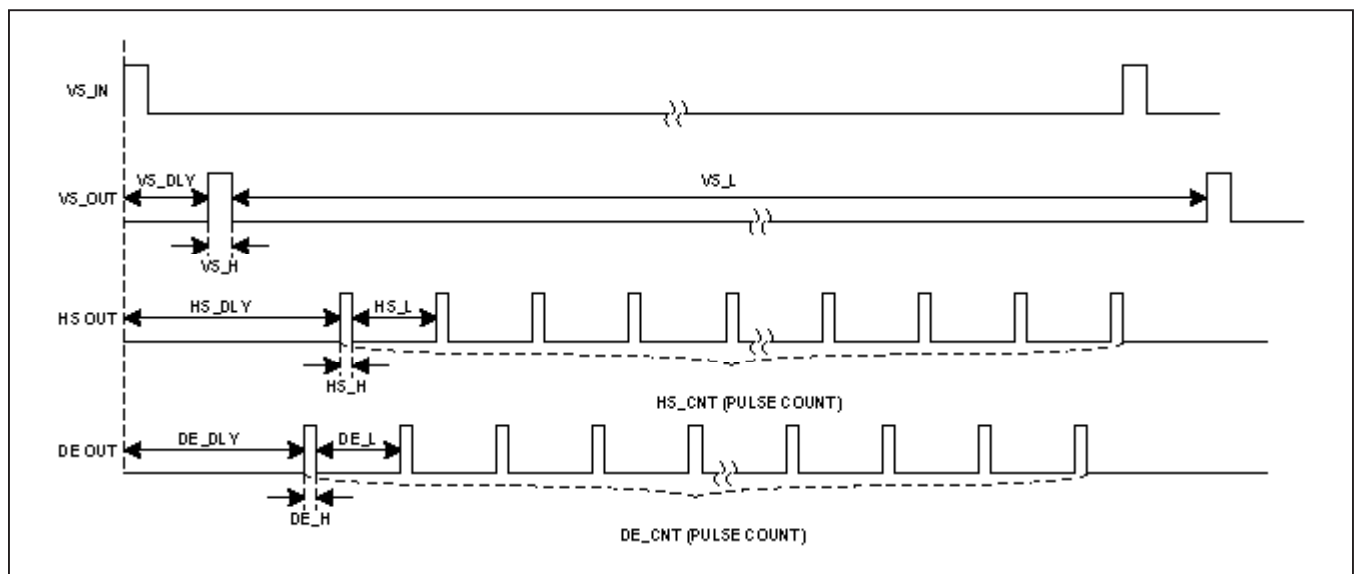 VS_IN
VS_DLY
VS_L
VS_OUT
VS_H
HS_DLY
HS_L
HS OUT
HS_H
HS_CNT (PULSE COUNT)
DE_DLY
DE_L
DE OUT
DE_H
DE_CNT (PULSE COUNT)